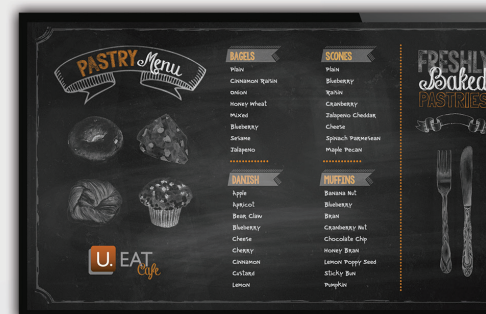 PASTRY Menu
BAGELS
Plain
Cinnamon Raisin
Onion
Honey Wheat
Mixed
Blueberry
Sesame
Jalapeno
SCONES
Plain
Blueberry
Raisin
Cranberry
Jalapeno Cheddar
Cheese
Spinach Parmesean
Maple Pecan
DANISH
Apple
Apricot
Bear Claw
Blueberry
Cheese
Cherry
Cinnamon
Custard
Lemon
MUFFINS
Banana Nut
Blueberry
Bran
Cranberry Nut
Chocolate Chip
Honey Bran
Lemon Poppy Seed
Sticky Bun
Pumpkin
FRESHLY
Baked
PASTRIES
U. EAT
Cafe